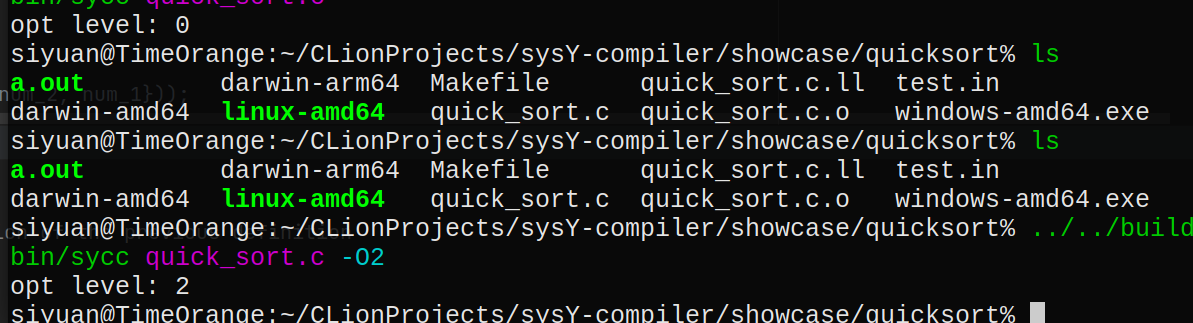 bin/sycc quick_sort.c
opt level: 0
siyuan@TimeOrange:~/CLionProjects/sysY-compiler/showcase/quicksort% ls
a.out darwin-arm64 Makefile quick_sort.c.ll test.in
num_2, num_1}));
darwin-amd64 linux-amd64 quick_sort.c quick_sort.c.o windows-amd64.exe
siyuan@TimeOrange:~/CLionProjects/sysY-compiler/showcase/quicksort% ls
a.out darwin-arm64 Makefile quick_sort.c.ll test.in
darwin-amd64 linux-amd64 quick_sort.c quick_sort.c.o windows-amd64.exe
siyuan@TimeOrange:~/CLionProjects/sysY-compiler/showcase/quicksort% ../../build
bin/sycc quick_sort.c -O2
opt level: 2
siyuan@TimeOrange:~/CLionProjects/sysY-compiler/showcase/quicksort%